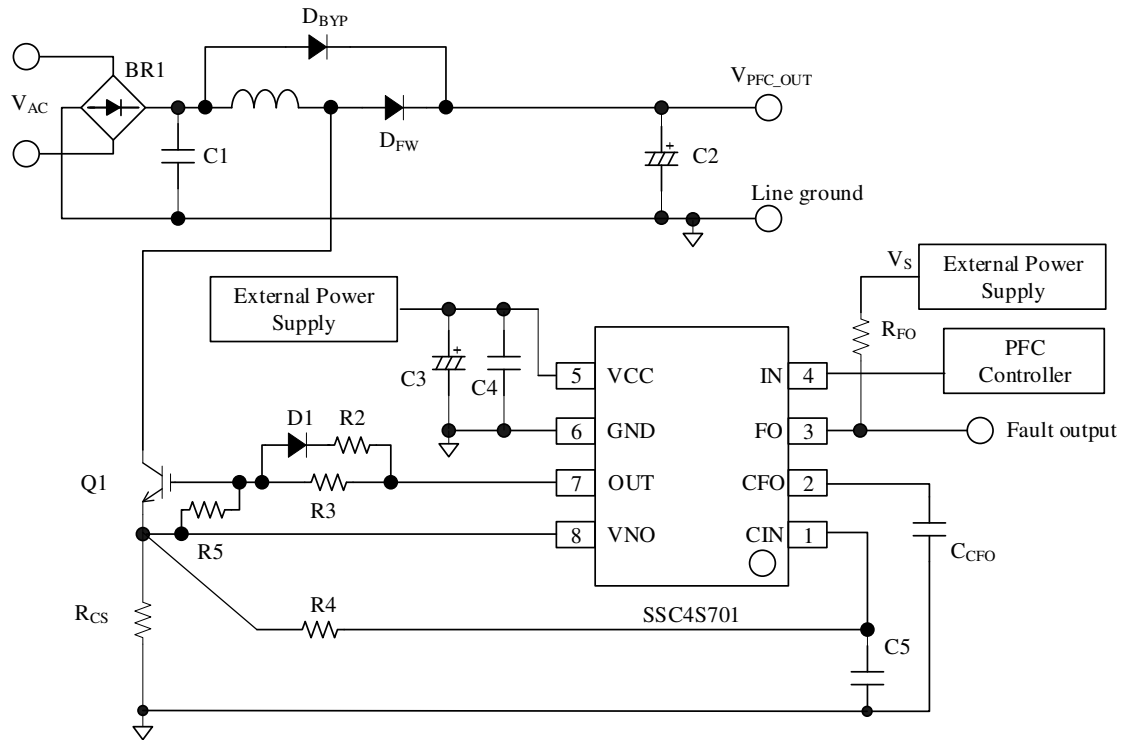 D_BYP
BR1
V_AC
V_PFC_OUT
D_FW
C1
C2
Line ground
V_S
External Power
Supply
External Power
Supply
R_FO
PFC
Controller
C3
C4
5
VCC
IN
4
6
GND
FO
3
Fault output
D1
R2
Q1
7
OUT
CFO
2
R3
8
VNO
CIN
1
R5
C_CFO
R_CS
R4
SSC4S701
C5
+
+